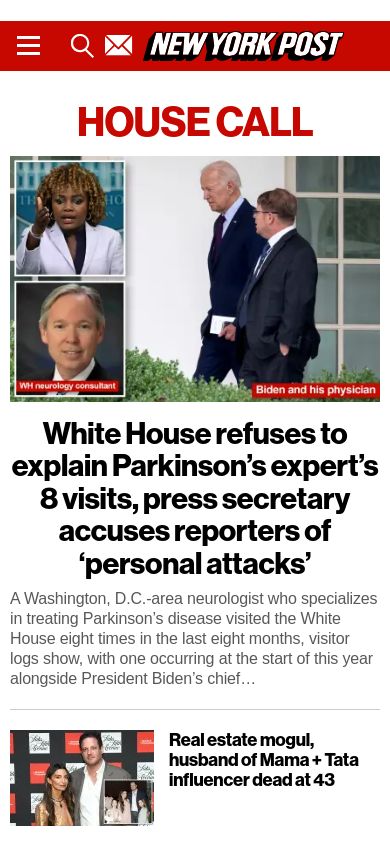 NEW YORK POST
HOUSE CALL
WH neurology consultant
Biden and his physician
White House refuses to
explain Parkinson’s expert’s
8 visits, press secretary
accuses reporters of
‘personal attacks’
A Washington, D.C.-area neurologist who specializes
in treating Parkinson’s disease visited the White
House eight times in the last eight months, visitor
logs show, with one occurring at the start of this year
alongside President Biden’s chief…
Real estate mogul,
husband of Mama + Tata
influencer dead at 43